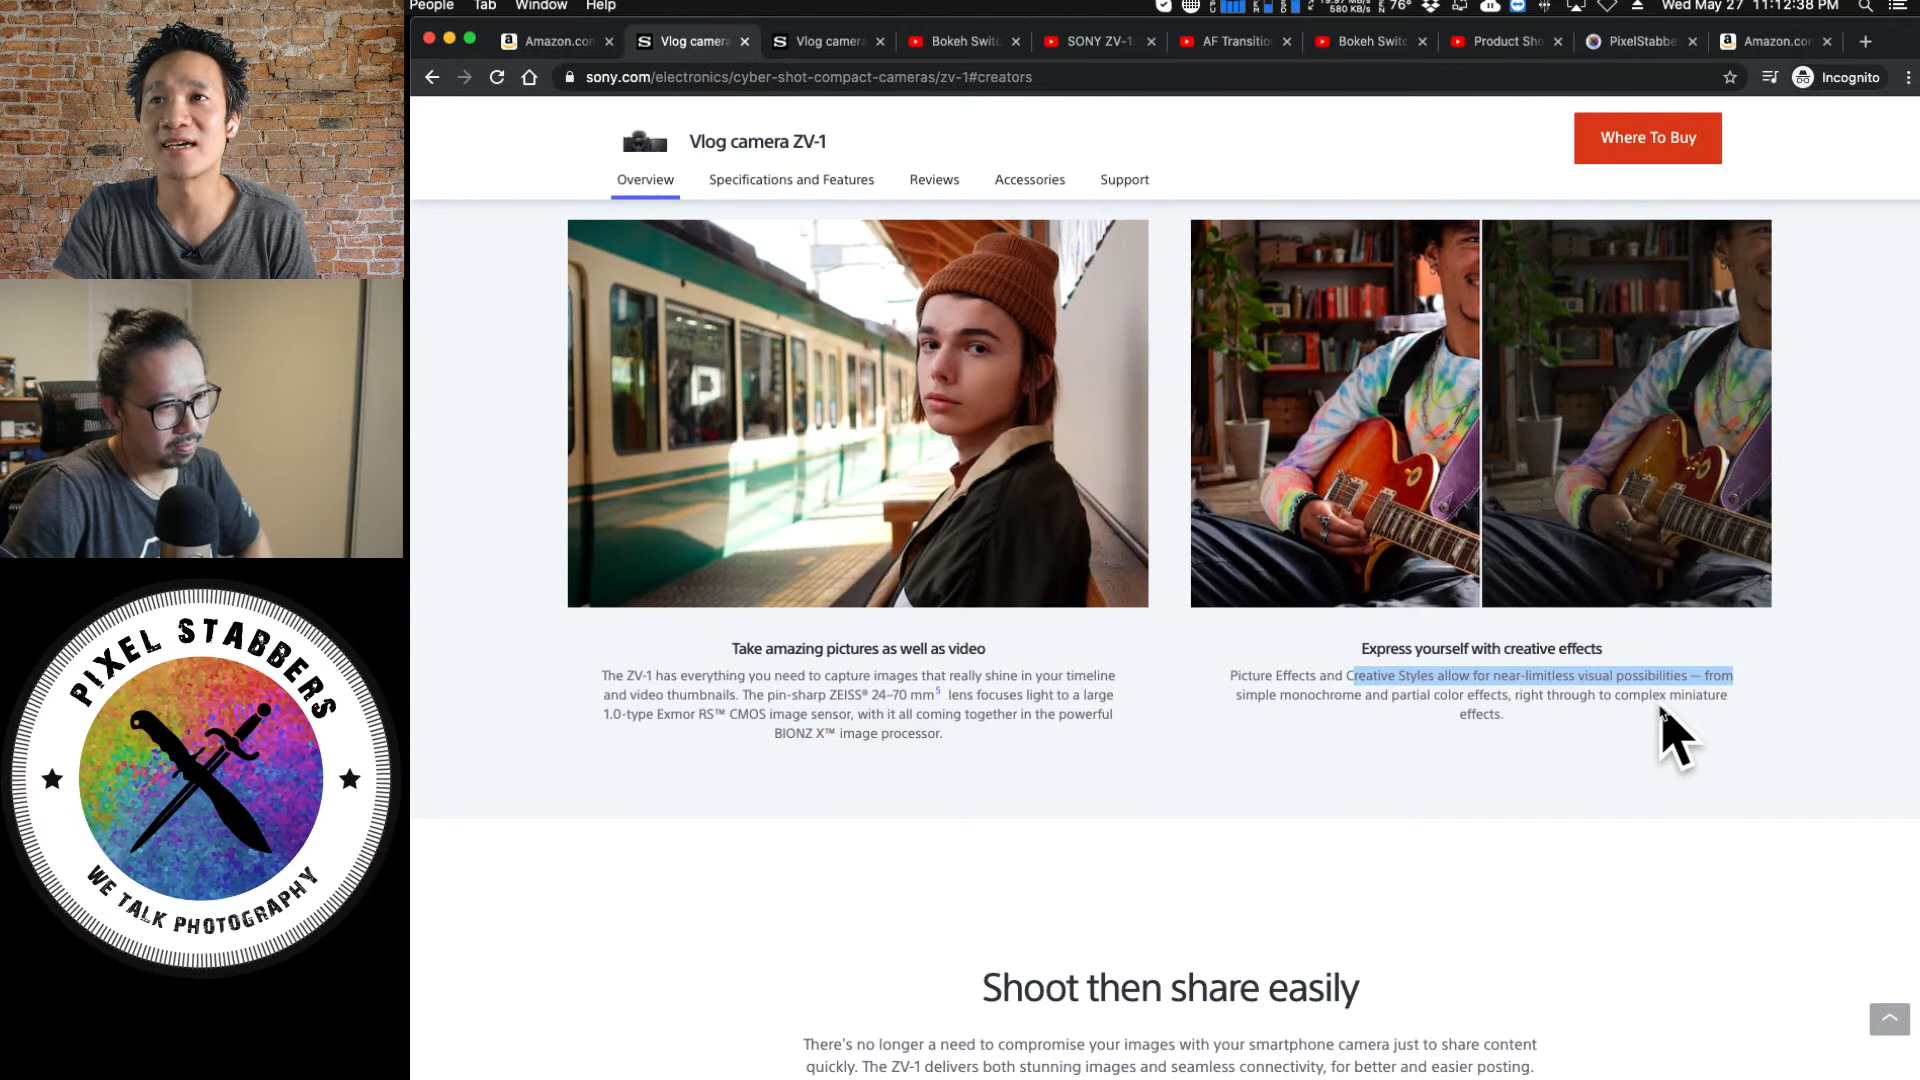 People Tab Window Help
580 KB/s 76° Wed May 27 11:12:38 PM
Amazon.con Vlog camera Vlog camera Bokeh Switc SONY ZV-1: AF Transitio Bokeh Switc Product Sho PixelStabbe Amazon.con
sony.com/electronics/cyber-shot-compact-cameras/zv-1#creators Incognito
Vlog camera ZV-1
Where To Buy
Overview Specifications and Features Reviews Accessories Support
Take amazing pictures as well as video
The ZV-1 has everything you need to capture images that really shine in your timeline
and video thumbnails. The pin-sharp ZEISS® 24–70 mm5 lens focuses light to a large
1.0-type Exmor RS™ CMOS image sensor, with it all coming together in the powerful
BIONZ X™ image processor.
Express yourself with creative effects
Picture Effects and Creative Styles allow for near-limitless visual possibilities — from
simple monochrome and partial color effects, right through to complex miniature
effects.
Shoot then share easily
There's no longer a need to compromise your images with your smartphone camera just to share content
quickly. The ZV-1 delivers both stunning images and seamless connectivity, for better and easier posting.
PIXEL STABBERS
WE TALK PHOTOGRAPHY